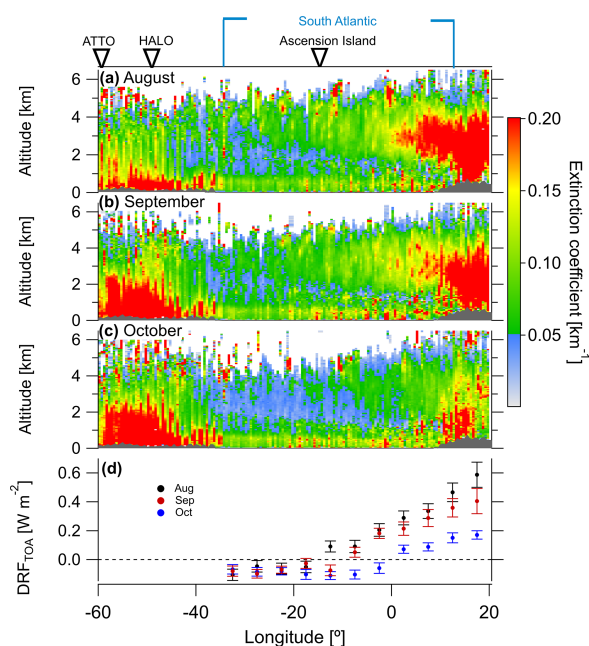 South Atlantic
ATTO HALO Ascension Island
(a) August
6
4
2
0
Altitude [km]
(b) September
6
4
2
0
Altitude [km]
(c) October
6
4
2
0
Altitude [km]
0.20
0.15
0.10
0.05
Extinction coefficient [km⁻¹]
(d)
Aug
Sep
Oct
0.6
0.4
0.2
0.0
DRF_TOA [W m⁻²]
-60 -40 -20 0 20
Longitude [º]